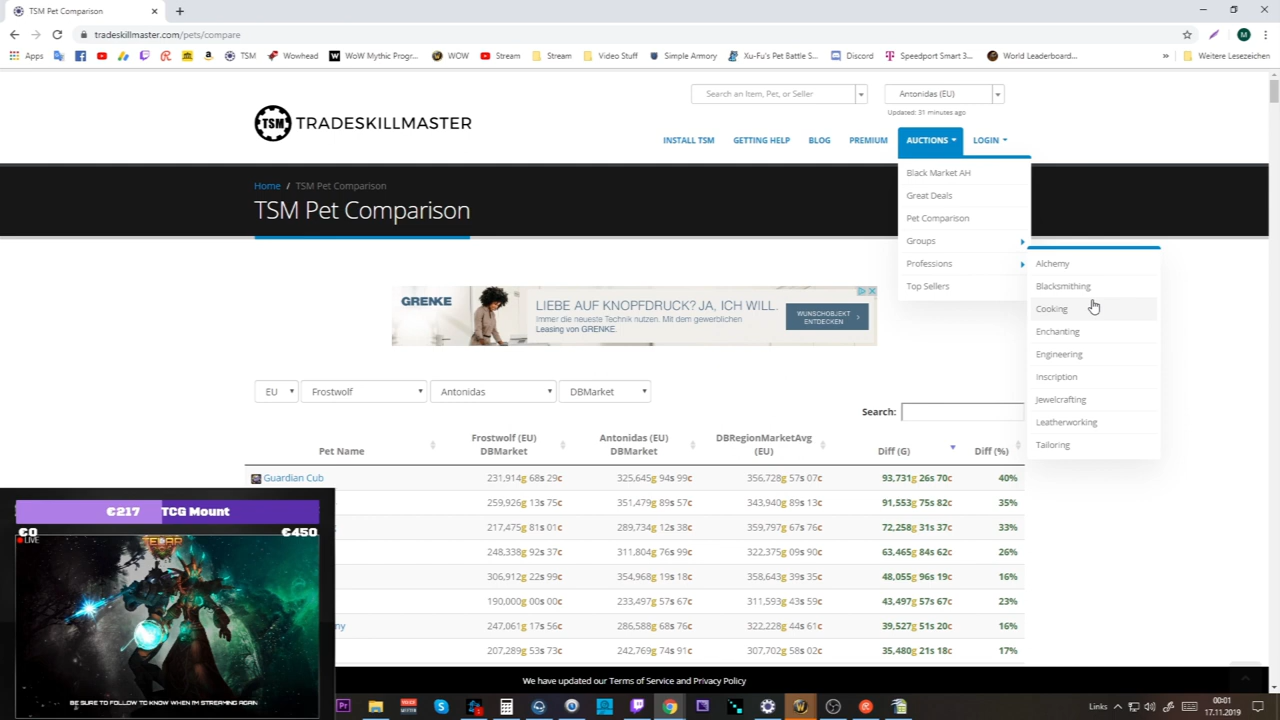 TSM Pet Comparison
tradeskillmaster.com/pets/compare
Apps TSM Wowhead WoW Mythic Progr... WOW Stream Stream Video Stuff Simple Armory Xu-Fu's Pet Battle S... Discord Speedport Smart 3... World Leaderboard... » Weitere Lesezeichen
Search an Item, Pet, or Seller
Antonidas (EU)
Updated: 31 minutes ago
TSM TRADESKILLMASTER
INSTALL TSM GETTING HELP BLOG PREMIUM AUCTIONS LOGIN
Home / TSM Pet Comparison
TSM Pet Comparison
Black Market AH
Great Deals
Pet Comparison
Groups
Professions
Top Sellers
Alchemy
Blacksmithing
Cooking
Enchanting
Engineering
Inscription
Jewelcrafting
Leatherworking
Tailoring
GRENKE
LIEBE AUF KNOPFDRUCK? JA, ICH WILL.
Immer die neueste Technik nutzen. Mit dem gewerblichen
Leasing von GRENKE.
WUNSCHOBJEKT
ENTDECKEN
EU Frostwolf Antonidas DBMarket
Search:
Pet Name Frostwolf (EU) DBMarket Antonidas (EU) DBMarket DBRegionMarketAvg (EU) Diff (G) Diff (%)
Guardian Cub 231,914g 68s 29c 325,645g 94s 99c 356,728g 57s 07c 93,731g 26s 70c 40%
259,926g 13s 75c 351,479g 89s 57c 343,940g 89s 13c 91,553g 75s 82c 35%
217,475g 81s 01c 289,734g 12s 38c 359,797g 67s 76c 72,258g 31s 37c 33%
248,338g 92s 37c 311,804g 76s 99c 322,375g 09s 90c 63,465g 84s 62c 26%
306,912g 22s 99c 354,968g 19s 18c 358,643g 39s 35c 48,055g 96s 19c 16%
190,000g 00s 00c 233,497g 57s 67c 311,593g 43s 59c 43,497g 57s 67c 23%
ny 247,061g 17s 56c 286,588g 68s 76c 322,228g 44s 61c 39,527g 51s 20c 16%
207,289g 53s 73c 242,769g 74s 91c 307,702g 58s 02c 35,480g 21s 18c 17%
€217 TCG Mount
€0 €450
LIVE
BE SURE TO FOLLOW TO KNOW WHEN I'M STREAMING AGAIN
We have updated our Terms of Service and Privacy Policy
Links
00:01
17.11.2019